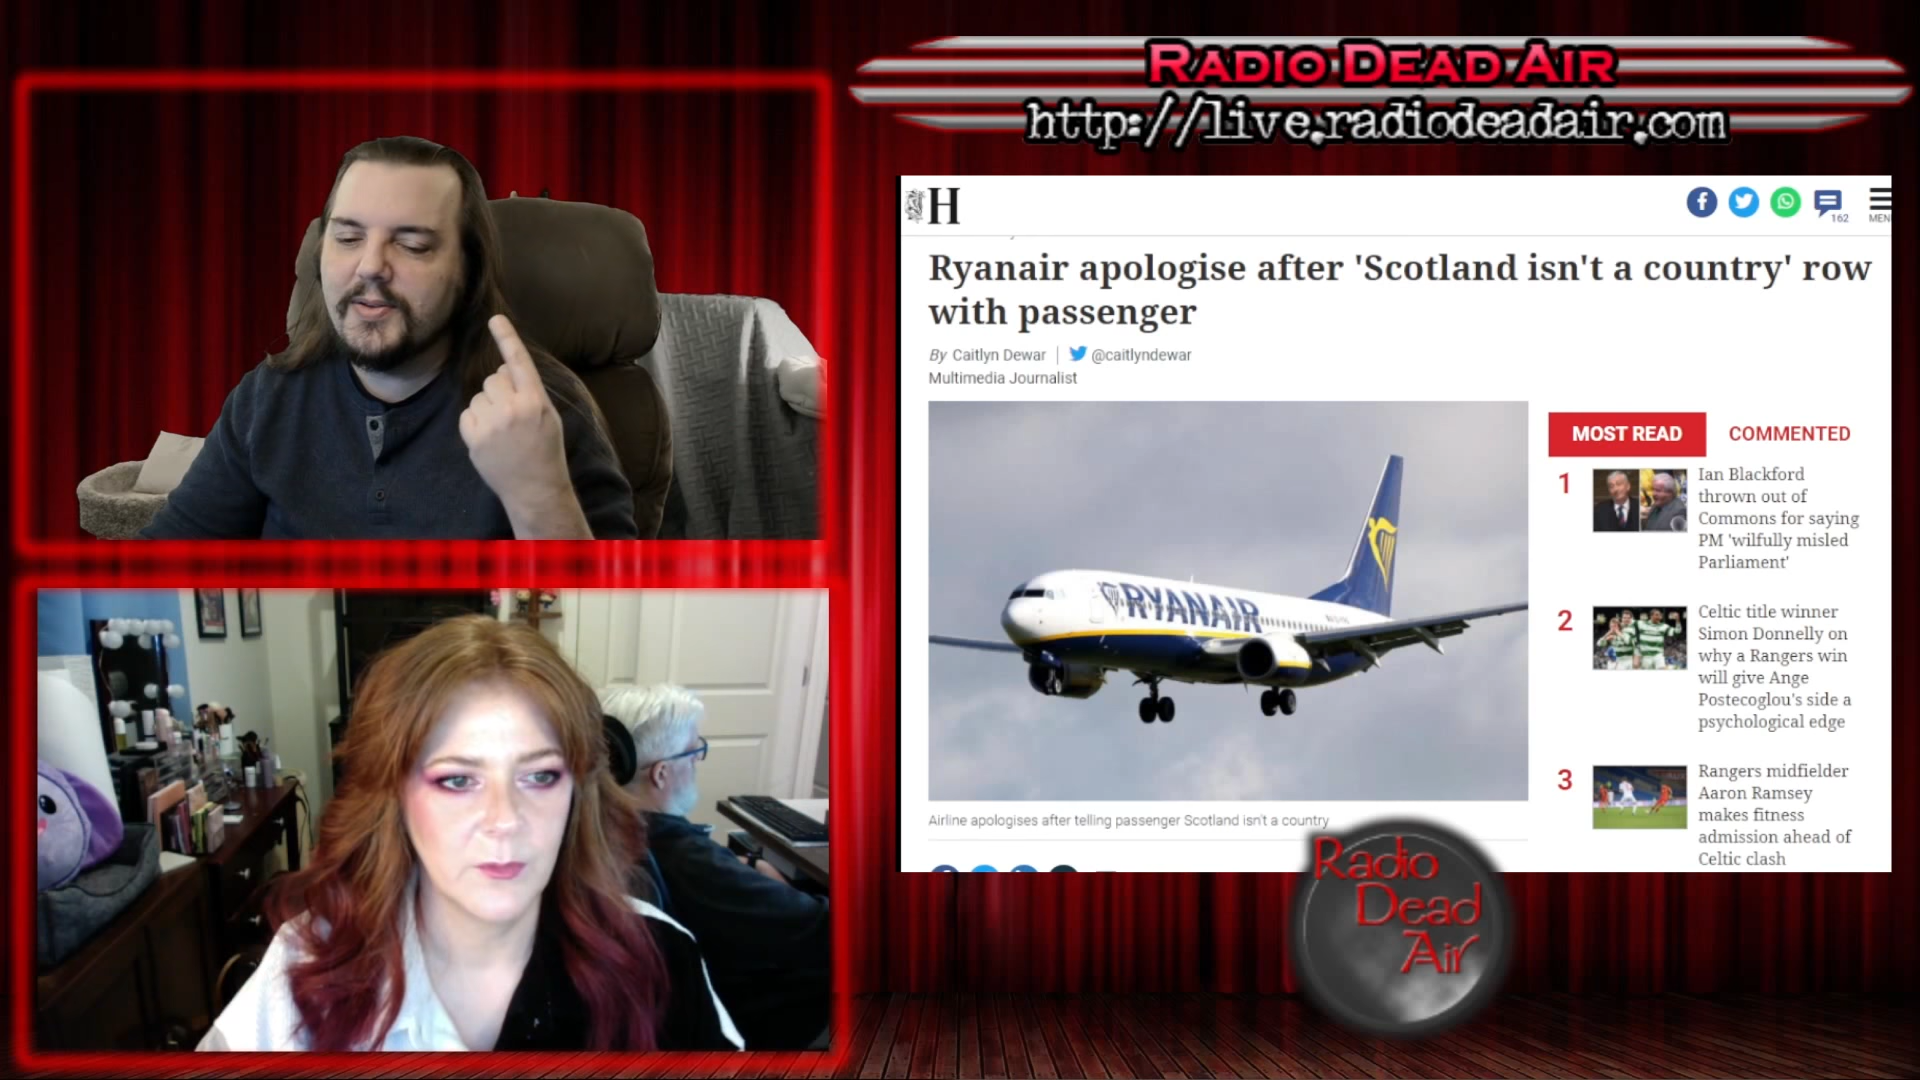 RADIO DEAD AIR
http://live.radiodeadair.com
H
162
MEN
Ryanair apologise after 'Scotland isn't a country' row
with passenger
By Caitlyn Dewar | @caitlyndewar
Multimedia Journalist
RYANAIR
Airline apologises after telling passenger Scotland isn't a country
MOST READ
COMMENTED
1
Ian Blackford
thrown out of
Commons for saying
PM 'wilfully misled
Parliament'
2
Celtic title winner
Simon Donnelly on
why a Rangers win
will give Ange
Postecoglou's side a
psychological edge
3
Rangers midfielder
Aaron Ramsey
makes fitness
admission ahead of
Celtic clash
Radio
Dead
Air